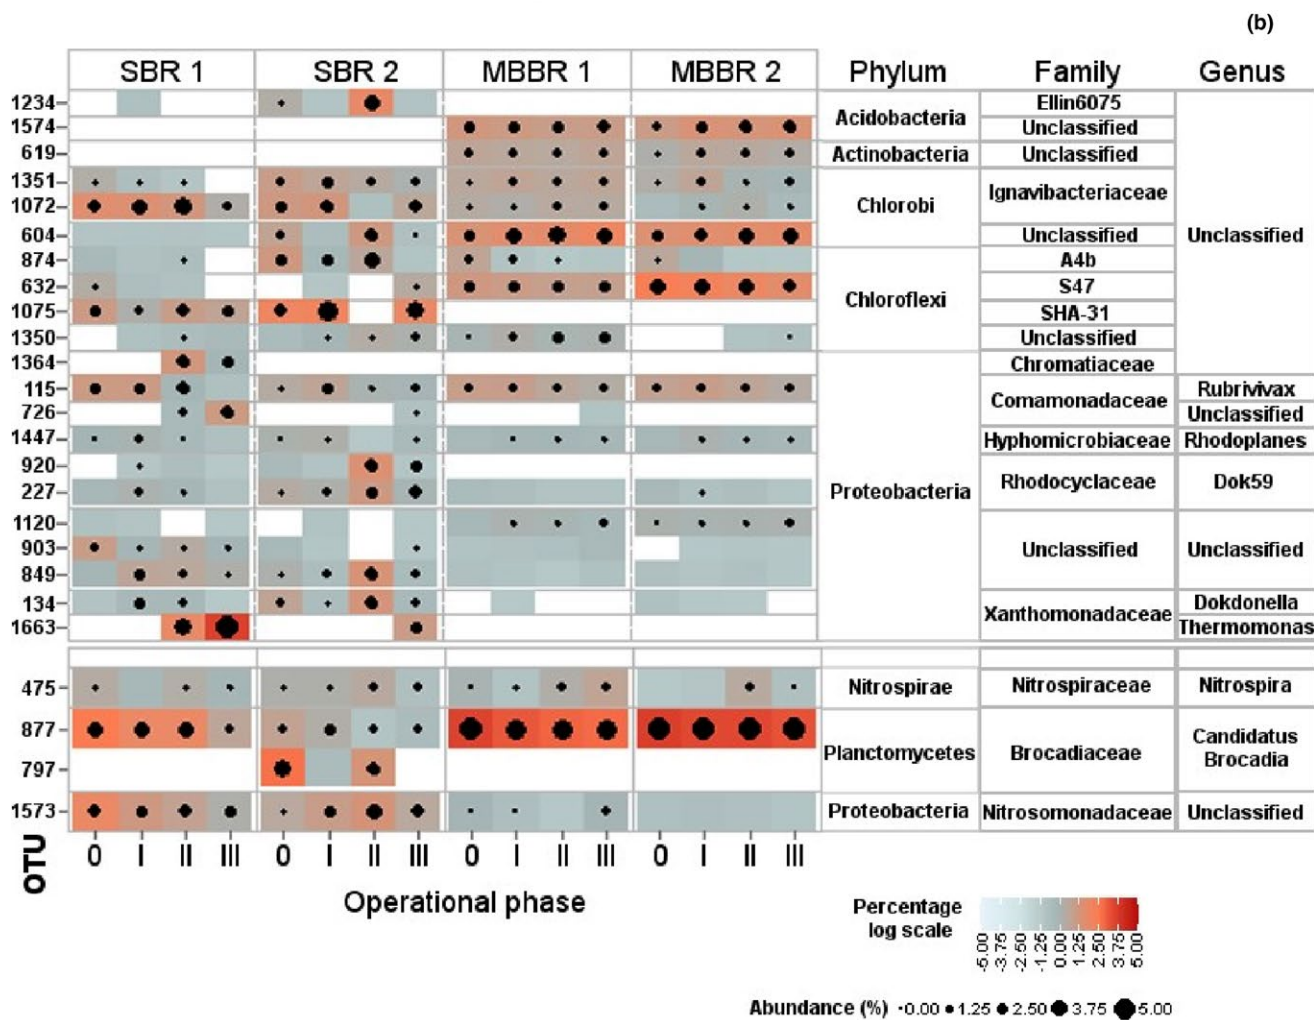 (b)
SBR 1 SBR 2 MBBR 1 MBBR 2 Phylum Family Genus
1234 Ellin6075
Acidobacteria
1574 Unclassified
619 Actinobacteria Unclassified
1351
Ignavibacteriaceae
1072 Chlorobi
604 Unclassified Unclassified
874 A4b
632 S47
Chloroflexi
1075 SHA-31
1350 Unclassified
1364 Chromatiaceae
115 Rubrivivax
Comamonadaceae
726 Unclassified
1447 Hyphomicrobiaceae Rhodoplanes
920
Proteobacteria Rhodocyclaceae Dok59
227
1120
903 Unclassified Unclassified
849
134 Dokdonella
Xanthomonadaceae
1663 Thermomonas
475 Nitrospirae Nitrospiraceae Nitrospira
877 Candidatus
Planctomycetes Brocadiaceae
Brocadia
797
1573 Proteobacteria Nitrosomonadaceae Unclassified
OTU
0 I II III 0 I II III 0 I II III 0 I II III
Operational phase
Percentage
log scale
-5.00 -3.75 -2.50 -1.25 0.00 1.25 2.50 3.75 5.00
Abundance (%) 0.00 1.25 2.50 3.75 5.00